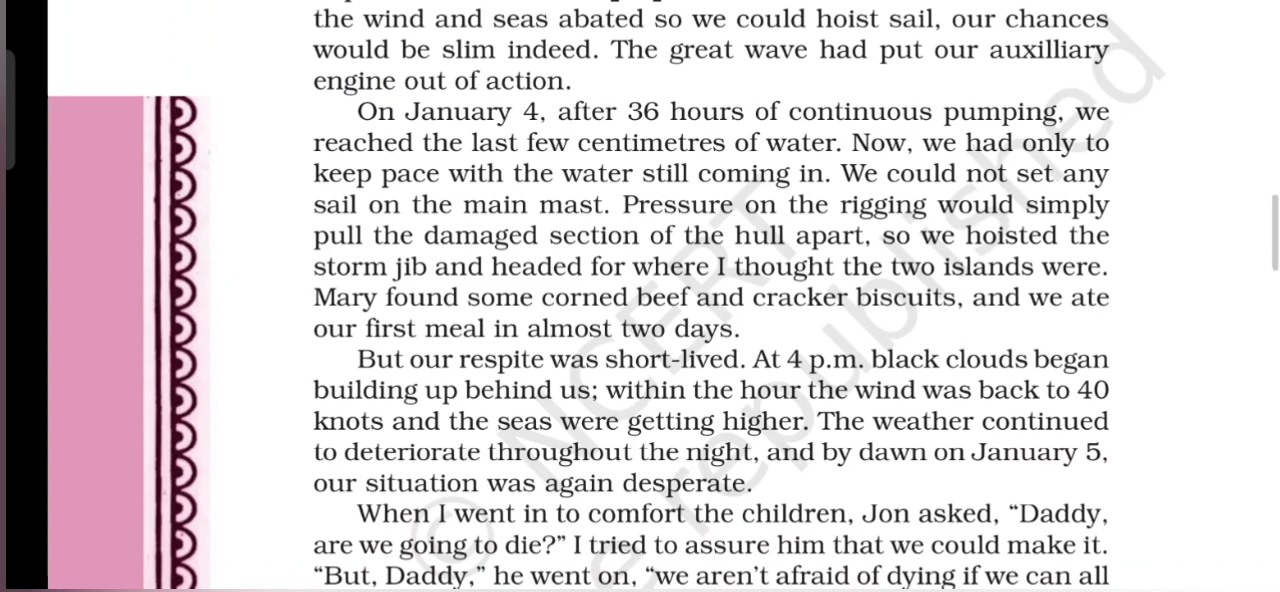 the wind and seas abated so we could hoist sail, our chances
would be slim indeed. The great wave had put our auxilliary
engine out of action.
On January 4, after 36 hours of continuous pumping, we
reached the last few centimetres of water. Now, we had only to
keep pace with the water still coming in. We could not set any
sail on the main mast. Pressure on the rigging would simply
pull the damaged section of the hull apart, so we hoisted the
storm jib and headed for where I thought the two islands were.
Mary found some corned beef and cracker biscuits, and we ate
our first meal in almost two days.
But our respite was short-lived. At 4 p.m. black clouds began
building up behind us; within the hour the wind was back to 40
knots and the seas were getting higher. The weather continued
to deteriorate throughout the night, and by dawn on January 5,
our situation was again desperate.
When I went in to comfort the children, Jon asked, “Daddy,
are we going to die?” I tried to assure him that we could make it.
“But, Daddy,” he went on, “we aren’t afraid of dying if we can all
© NCERT
republished